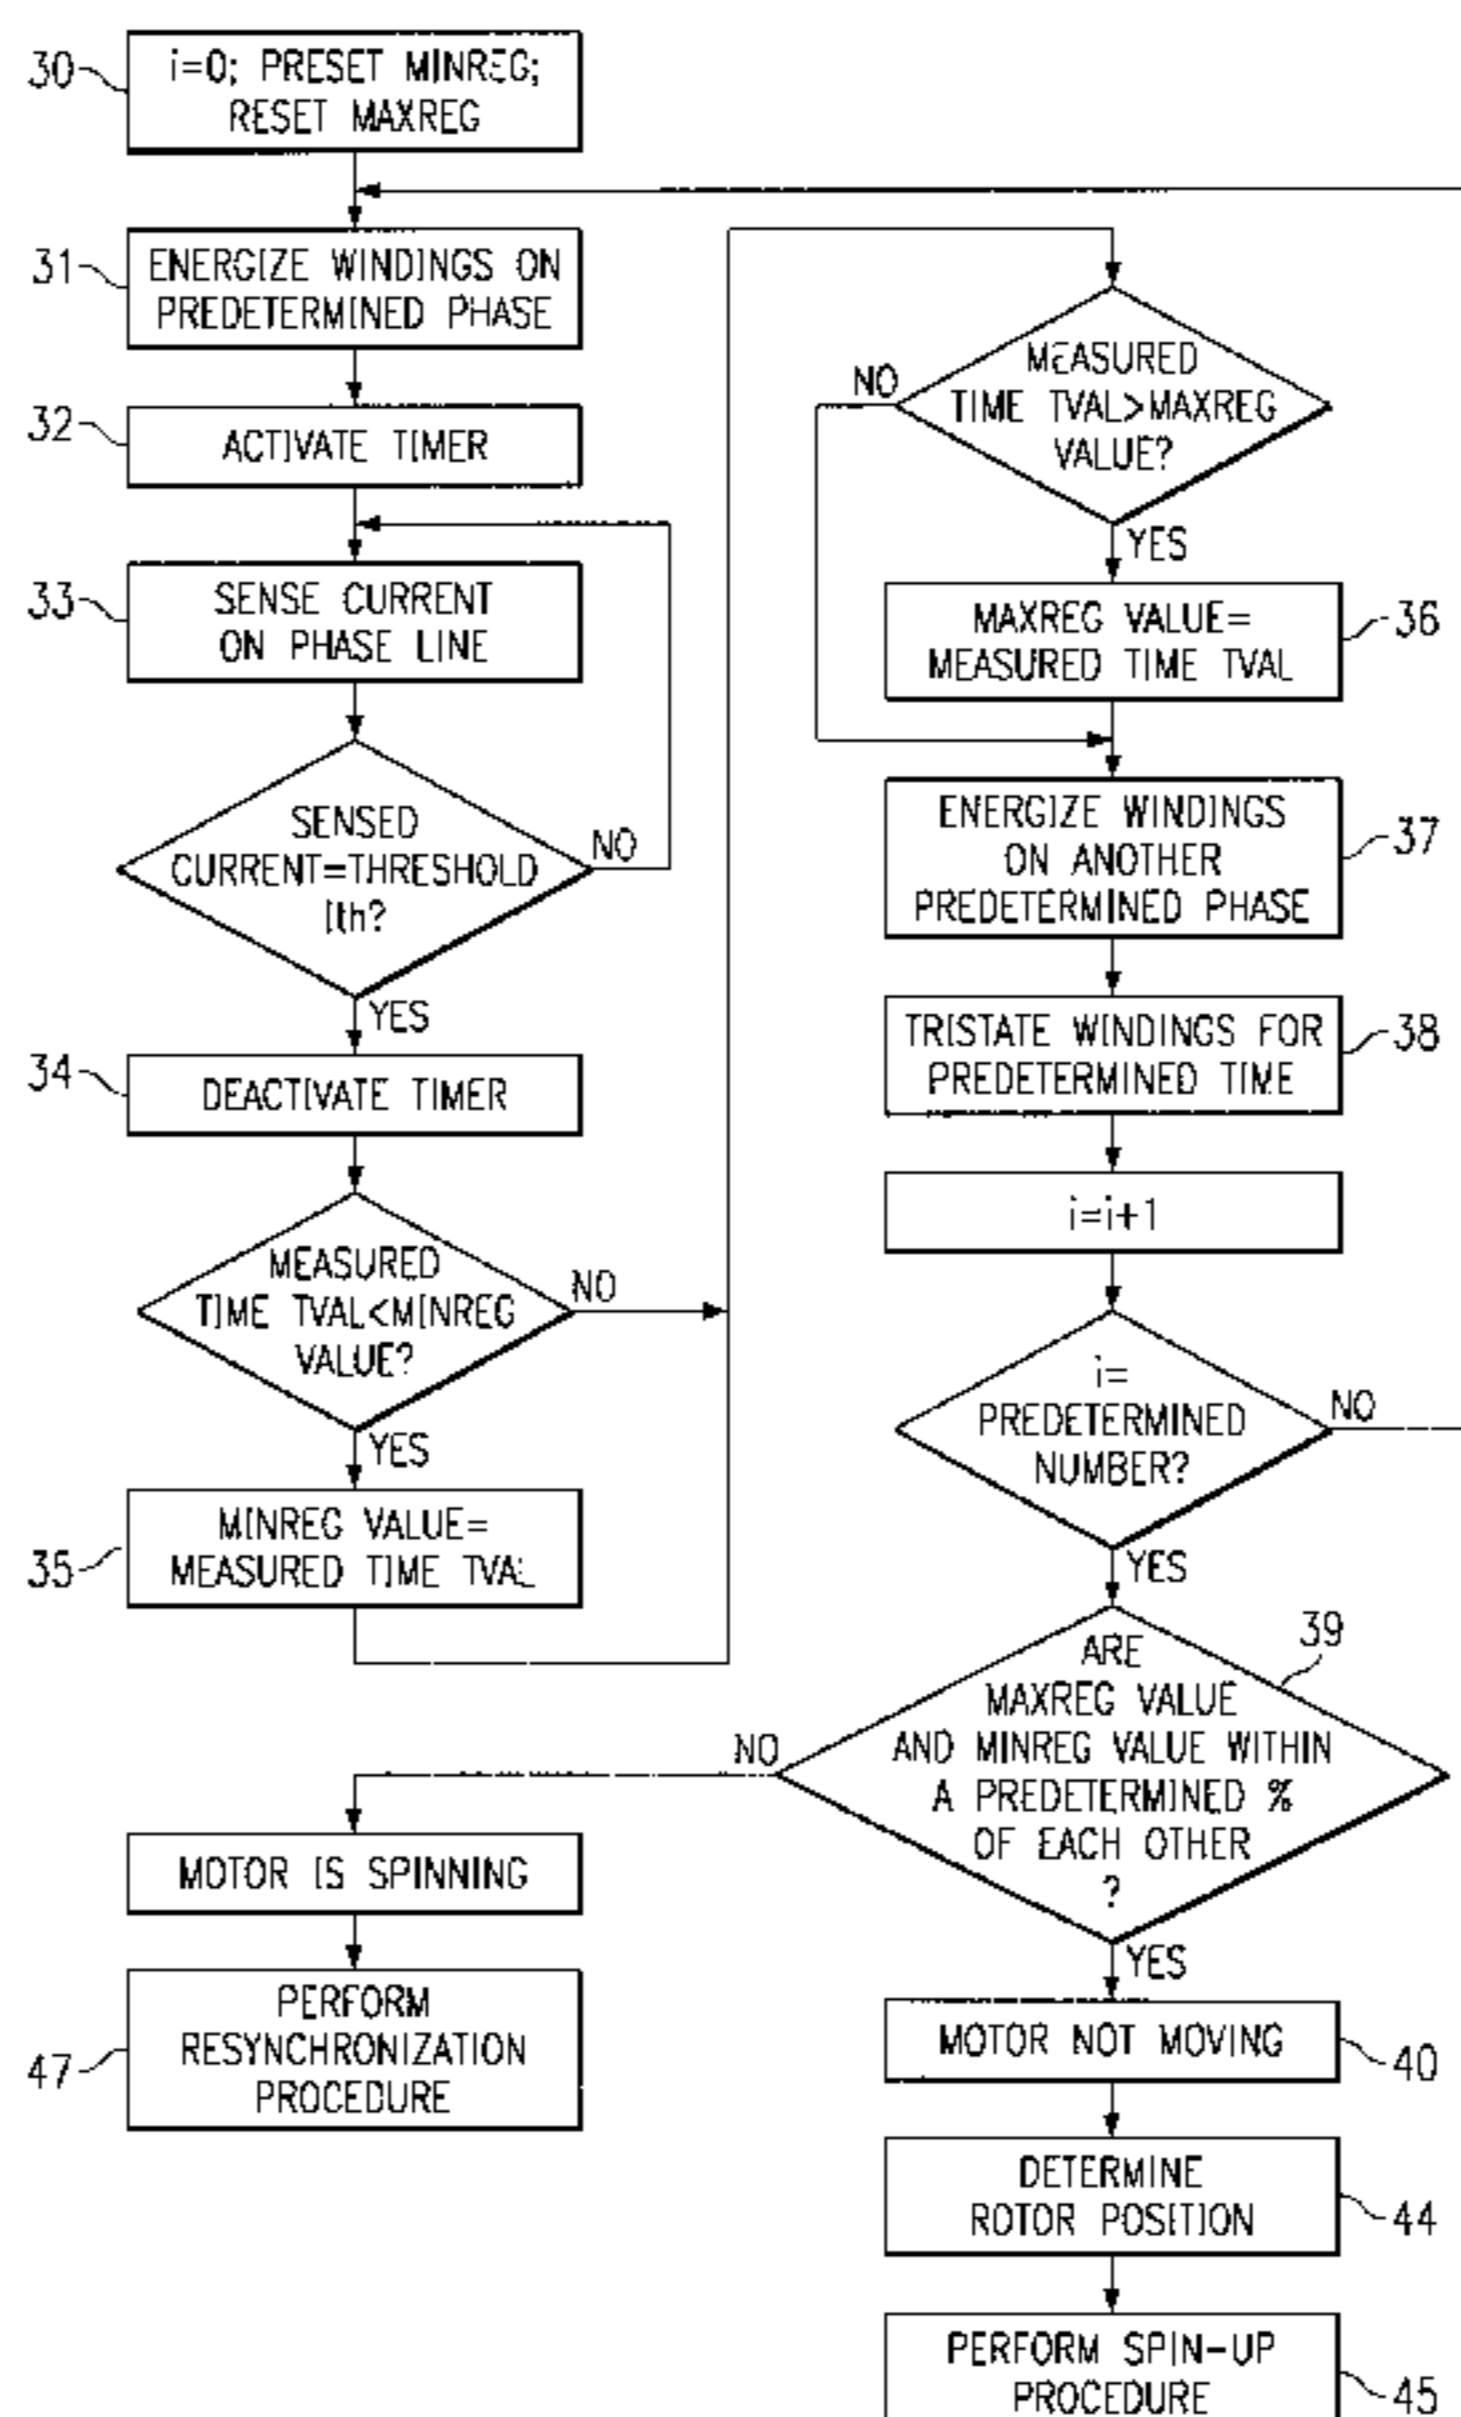 30
i=0; PRESET MINREG;
RESET MAXREG
31
ENERGIZE WINDINGS ON
PREDETERMINED PHASE
32
ACTIVATE TIMER
33
SENSE CURRENT
ON PHASE LINE
SENSED
CURRENT=THRESHOLD
Ith?
NO
YES
34
DEACTIVATE TIMER
MEASURED
TIME TVAL<MINREG
VALUE?
NO
YES
35
MINREG VALUE=
MEASURED TIME TVAL
MEASURED
TIME TVAL>MAXREG
VALUE?
NO
YES
MAXREG VALUE=
MEASURED TIME TVAL
36
ENERGIZE WINDINGS
ON ANOTHER
PREDETERMINED PHASE
37
TRISTATE WINDINGS FOR
PREDETERMINED TIME
38
i=i+1
i=
PREDETERMINED
NUMBER?
NO
YES
39
ARE
MAXREG VALUE
AND MINREG VALUE WITHIN
A PREDETERMINED %
OF EACH OTHER
?
NO
YES
MOTOR IS SPINNING
47
PERFORM
RESYNCHRONIZATION
PROCEDURE
MOTOR NOT MOVING
40
DETERMINE
ROTOR POSITION
44
PERFORM SPIN-UP
PROCEDURE
45